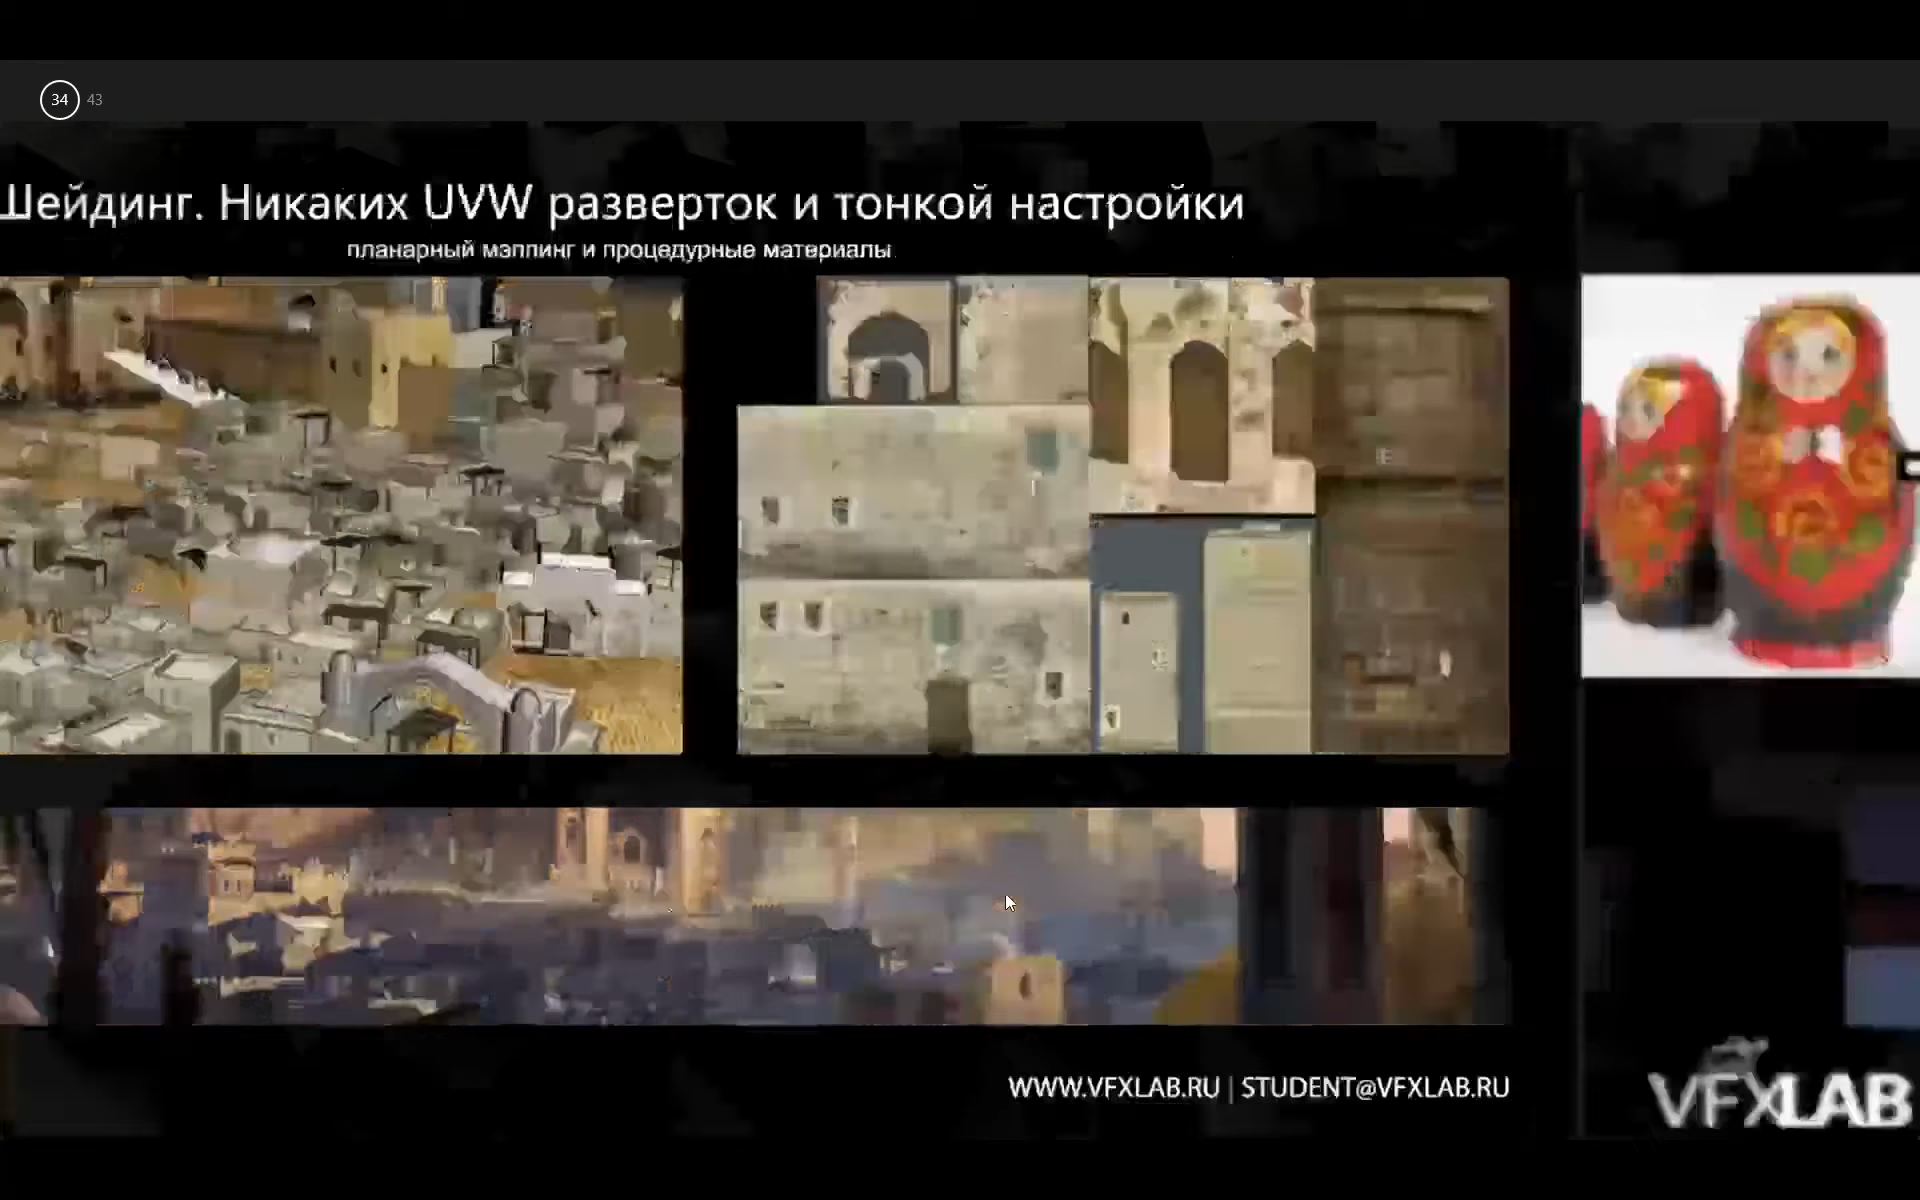 34 43
Шейдинг. Никаких UVW разверток и тонкой настройки
планарный мэппинг и процедурные материалы
WWW.VFXLAB.RU | STUDENT@VFXLAB.RU
VFXLAB